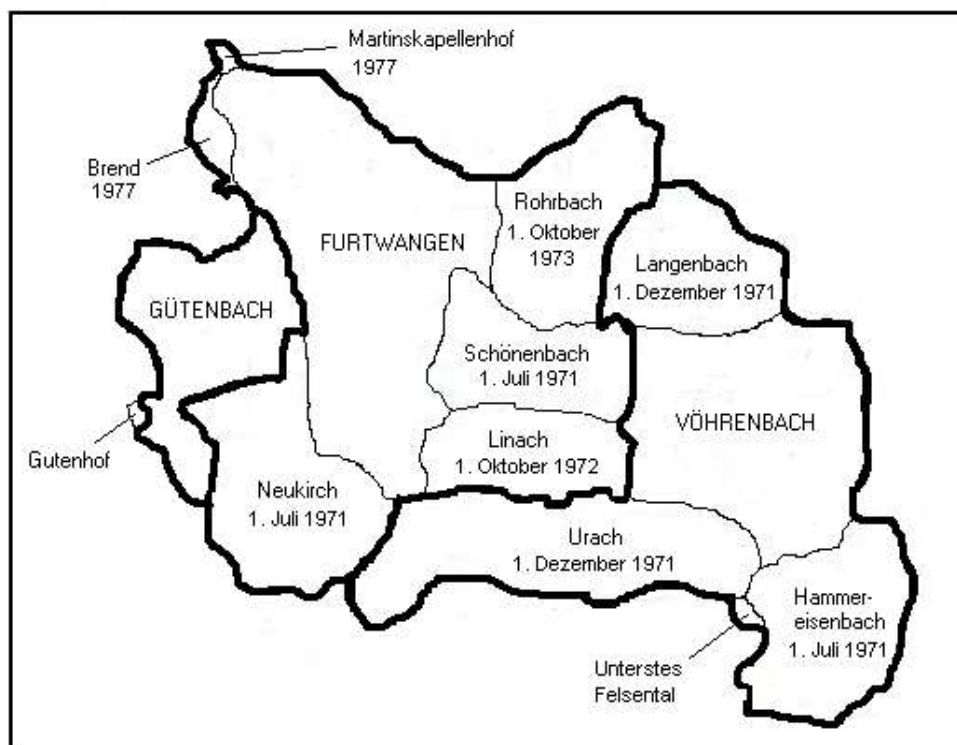 Martinskapellenhof
1977
Brend
1977
Rohrbach
1. Oktober
1973
FURTWANGEN
Langenbach
1. Dezember 1971
GÜTENBACH
Schönenbach
1. Juli 1971
VÖHRENBACH
Linach
1. Oktober 1972
Gutenhof
Neukirch
1. Juli 1971
Urach
1. Dezember 1971
Hammer-
eisenbach
1. Juli 1971
Unterstes
Felsental